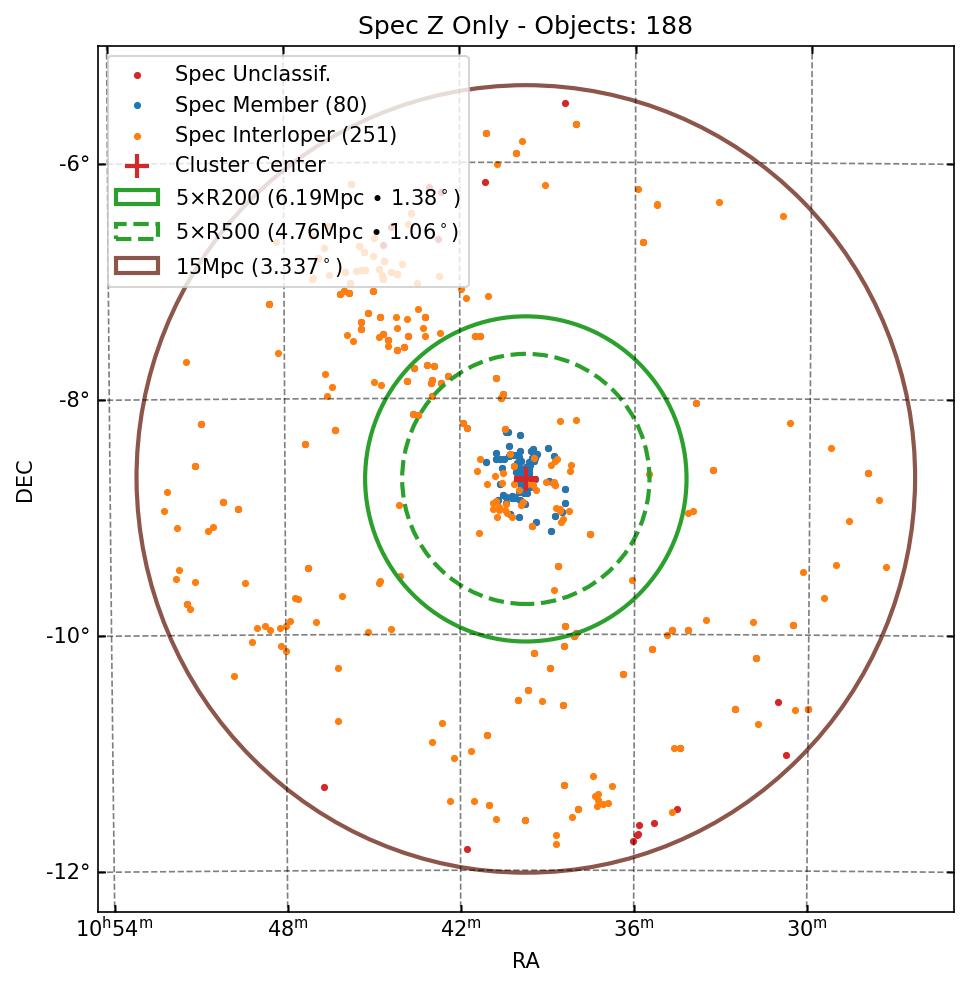 Spec Z Only - Objects: 188
Spec Unclassif.
Spec Member (80)
Spec Interloper (251)
Cluster Center
5×R200 (6.19Mpc • 1.38°)
5×R500 (4.76Mpc • 1.06°)
15Mpc (3.337°)
-6°
-8°
-10°
-12°
DEC
10ʰ54ᵐ 48ᵐ 42ᵐ 36ᵐ 30ᵐ
RA